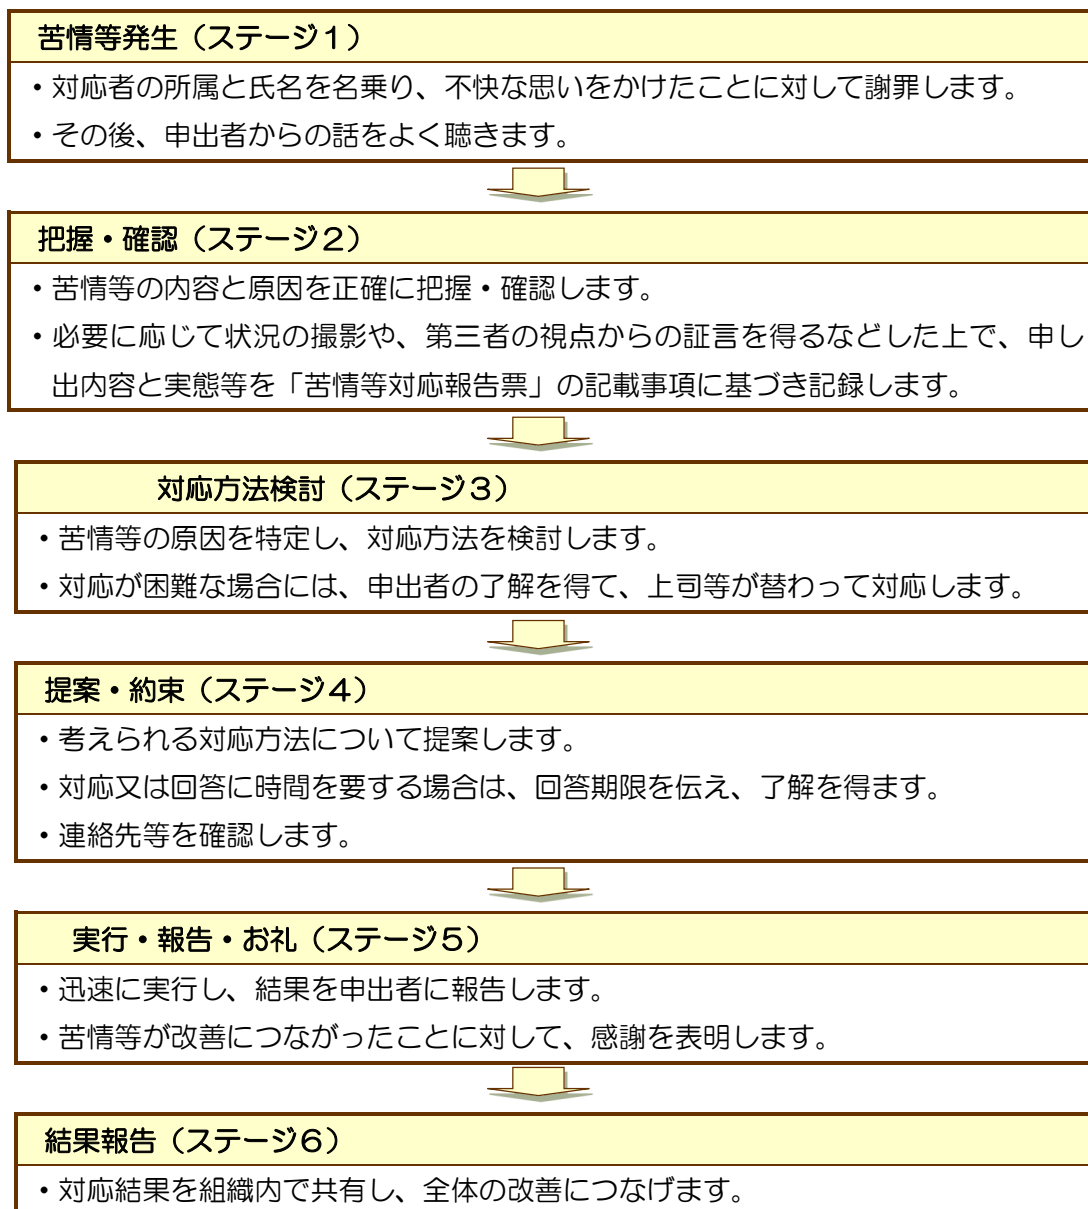 苦情等発生（ステージ１）
・対応者の所属と氏名を名乗り、不快な思いをかけたことに対して謝罪します。
・その後、申出者からの話をよく聴きます。
把握・確認（ステージ２）
・苦情等の内容と原因を正確に把握・確認します。
・必要に応じて状況の撮影や、第三者の視点からの証言を得るなどした上で、申し
出内容と実態等を「苦情等対応報告票」の記載事項に基づき記録します。
対応方法検討（ステージ３）
・苦情等の原因を特定し、対応方法を検討します。
・対応が困難な場合には、申出者の了解を得て、上司等が替わって対応します。
提案・約束（ステージ４）
・考えられる対応方法について提案します。
・対応又は回答に時間を要する場合は、回答期限を伝え、了解を得ます。
・連絡先等を確認します。
実行・報告・お礼（ステージ５）
・迅速に実行し、結果を申出者に報告します。
・苦情等が改善につながったことに対して、感謝を表明します。
結果報告（ステージ６）
・対応結果を組織内で共有し、全体の改善につなげます。